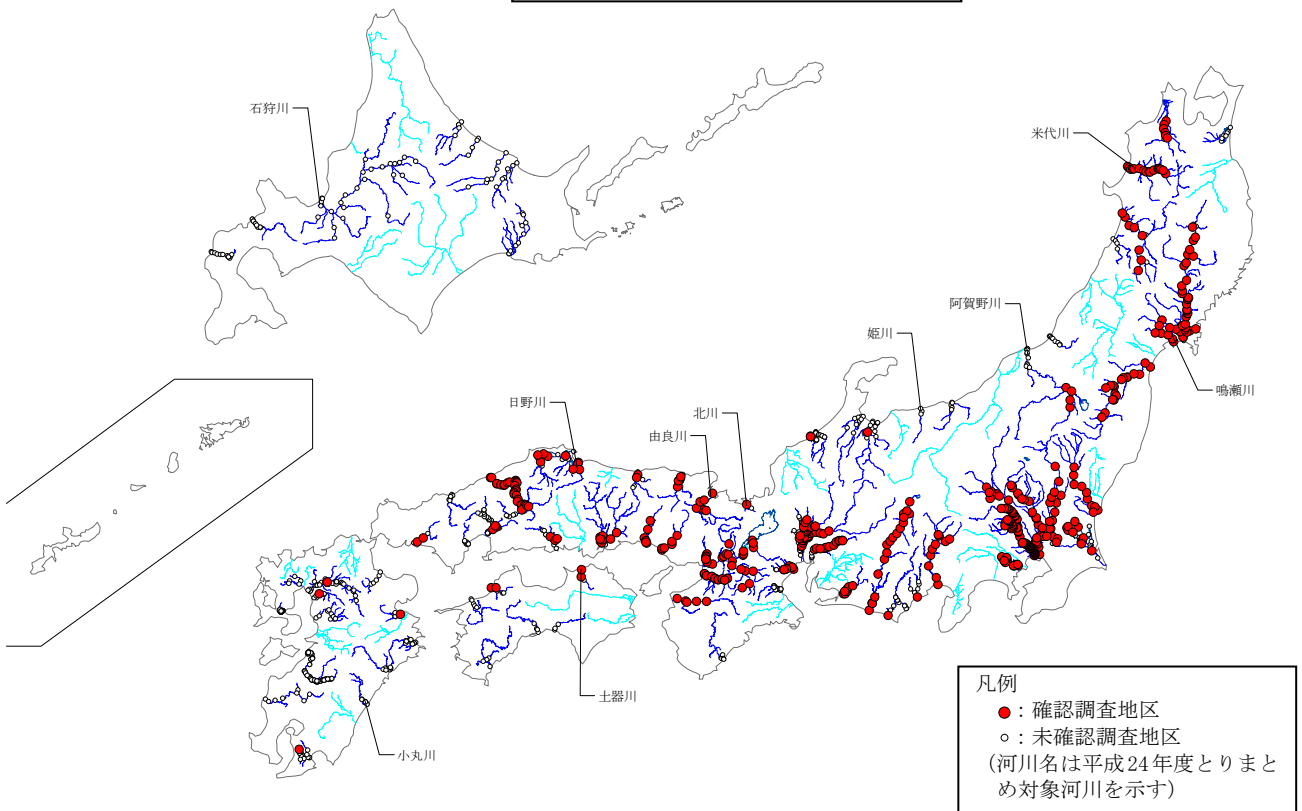 石狩川
米代川
阿賀野川
姫川
鳴瀬川
日野川
北川
由良川
土器川
小丸川
凡例
●：確認調査地区
○：未確認調査地区
（河川名は平成24年度とりまと
め対象河川を示す）